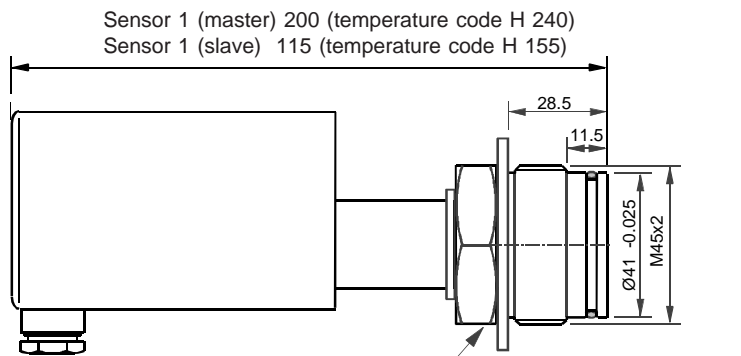 Sensor 1 (master) 200 (temperature code H 240)
Sensor 1 (slave) 115 (temperature code H 155)
28.5
11.5
Ø41 -0.025
M45x2